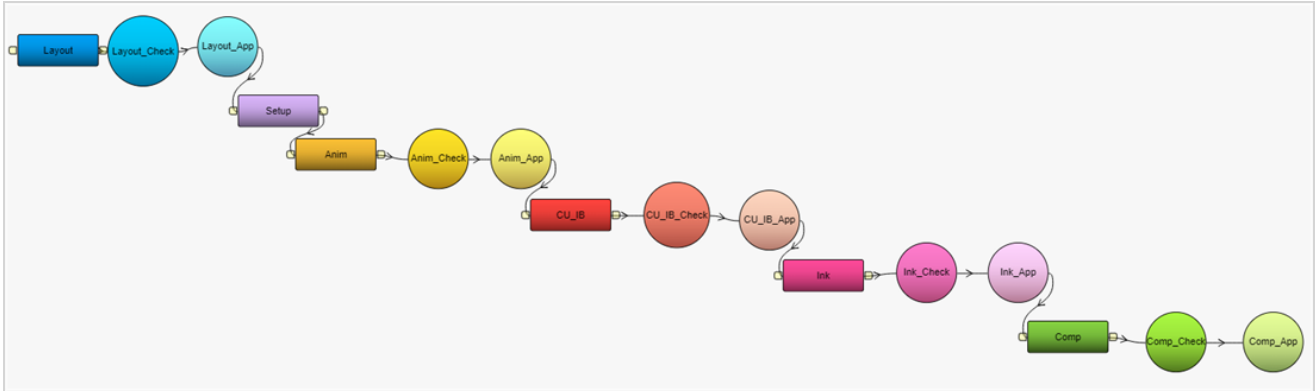 Layout
Layout_Check
Layout_App
Setup
Anim
Anim_Check
Anim_App
CU_IB
CU_IB_Check
CU_IB_App
Ink
Ink_Check
Ink_App
Comp
Comp_Check
Comp_App